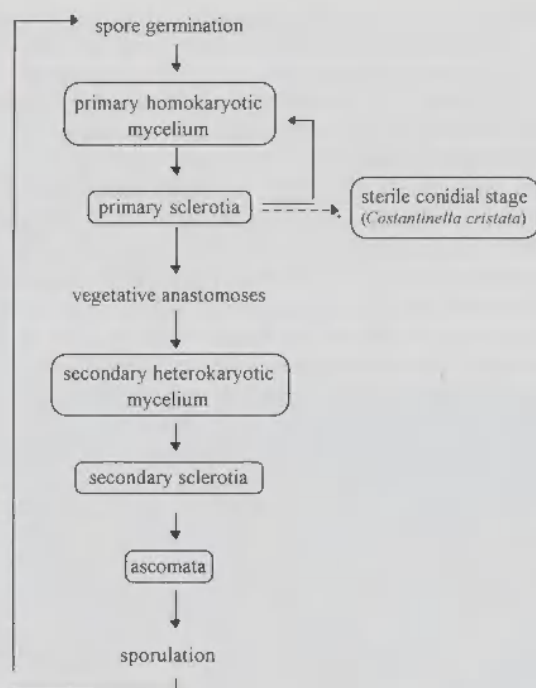 spore germination
primary homokaryotic
mycelium
primary sclerotia
sterile conidial stage
(Costantinella cristata)
vegetative anastomoses
secondary heterokaryotic
mycelium
secondary sclerotia
ascomata
sporulation